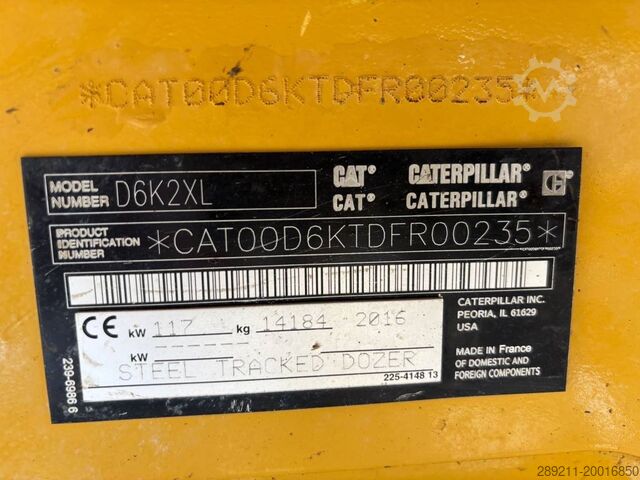 *CAT00D6KTDFR00235*
MODEL NUMBER D6K2XL
CAT® CATERPILLAR®
CAT® CATERPILLAR®
PRODUCT IDENTIFICATION NUMBER *CAT00D6KTDFR00235*
CE kW 117 kg 14184 2016
kW -----
STEEL TRACKED DOZER
225-4148 13
239-6986 6
CATERPILLAR INC.
PEORIA, IL 61629
USA
MADE IN France
OF DOMESTIC AND
FOREIGN COMPONENTS
289211-20016850